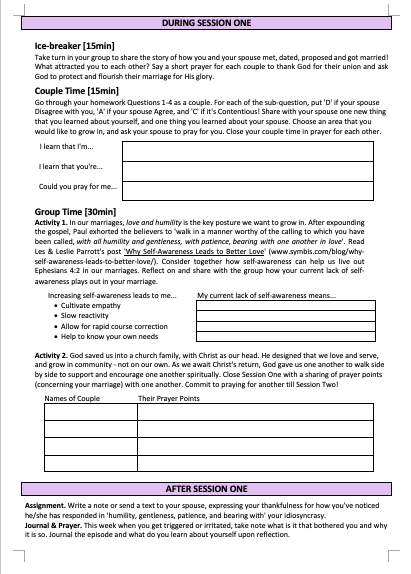 DURING SESSION ONE
Ice-breaker [15min]
Take turn in your group to share the story of how you and your spouse met, dated, proposed and got married!
What attracted you to each other? Say a short prayer for each couple to thank God for their union and ask
God to protect and flourish their marriage for His glory.
Couple Time [15min]
Go through your homework Questions 1-4 as a couple. For each of the sub-question, put 'D' if your spouse
Disagree with you, 'A' if your spouse Agree, and 'C' if it's Contentious! Share with your spouse one new thing
that you learned about yourself, and one thing you learned about your spouse. Choose an area that you
would like to grow in, and ask your spouse to pray for you. Close your couple time in prayer for each other.
I learn that I'm...
I learn that you're...
Could you pray for me...
Group Time [30min]
Activity 1. In our marriages, love and humility is the key posture we want to grow in. After expounding
the gospel, Paul exhorted the believers to 'walk in a manner worthy of the calling to which you have
been called, with all humility and gentleness, with patience, bearing with one another in love'. Read
Les & Leslie Parrott's post 'Why Self-Awareness Leads to Better Love' (www.symbis.com/blog/why-
self-awareness-leads-to-better-love/). Consider together how self-awareness can help us live out
Ephesians 4:2 in our marriages. Reflect on and share with the group how your current lack of self-
awareness plays out in your marriage.
Increasing self-awareness leads to me... My current lack of self-awareness means...
• Cultivate empathy
• Slow reactivity
• Allow for rapid course correction
• Help to know your own needs
Activity 2. God saved us into a church family, with Christ as our head. He designed that we love and serve,
and grow in community - not on our own. As we await Christ's return, God gave us one another to walk side
by side to support and encourage one another spiritually. Close Session One with a sharing of prayer points
(concerning your marriage) with one another. Commit to praying for another till Session Two!
Names of Couple Their Prayer Points
AFTER SESSION ONE
Assignment. Write a note or send a text to your spouse, expressing your thankfulness for how you've noticed
he/she has responded in 'humility, gentleness, patience, and bearing with' your idiosyncrasy.
Journal & Prayer. This week when you get triggered or irritated, take note what is it that bothered you and why
it is so. Journal the episode and what do you learn about yourself upon reflection.